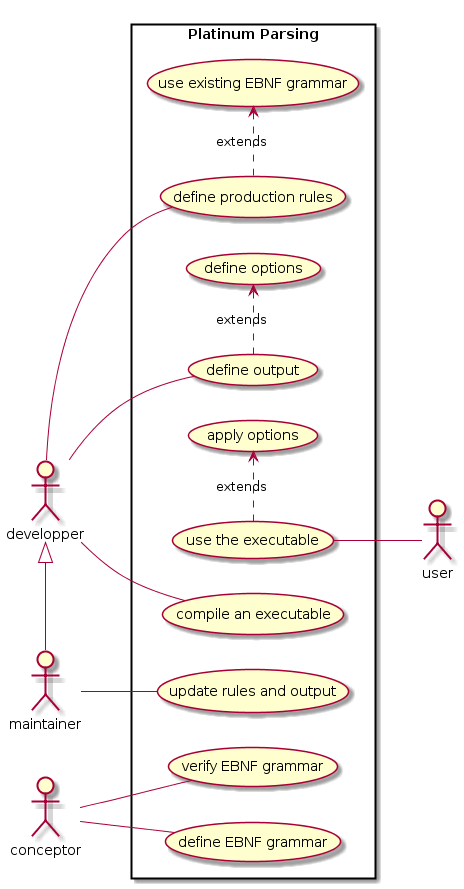 Platinum Parsing
use existing EBNF grammar
extends
define production rules
define options
extends
define output
apply options
extends
use the executable
developper
user
compile an executable
update rules and output
maintainer
verify EBNF grammar
define EBNF grammar
conceptor